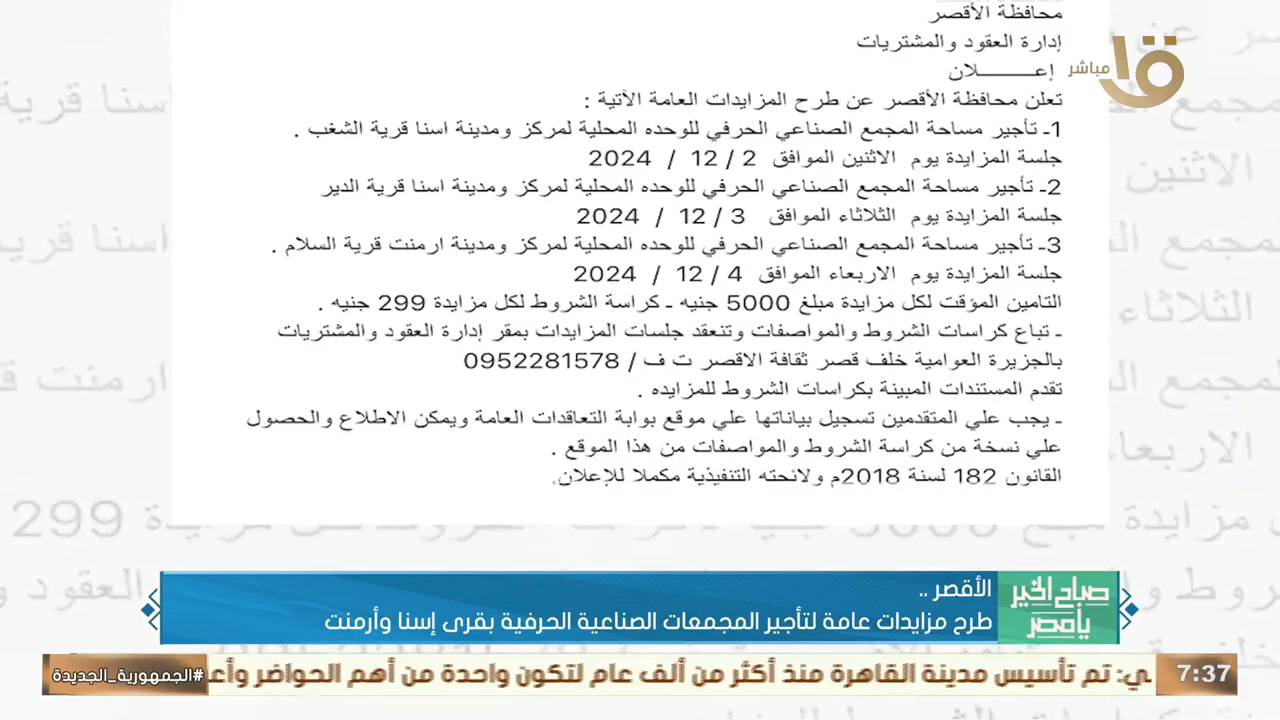 محافظة الأقصر
إدارة العقود والمشتريات
إعـــــــــلان
مباشر
تعلن محافظة الأقصر عن طرح المزايدات العامة الآتية :
1ـ تأجير مساحة المجمع الصناعي الحرفي للوحده المحلية لمركز ومدينة اسنا قرية الشغب .
جلسة المزايدة يوم الاثنين الموافق 2 / 12 / 2024
2ـ تأجير مساحة المجمع الصناعي الحرفي للوحده المحلية لمركز ومدينة اسنا قرية الدير
جلسة المزايدة يوم الثلاثاء الموافق 3 / 12 / 2024
3ـ تأجير مساحة المجمع الصناعي الحرفي للوحده المحلية لمركز ومدينة ارمنت قرية السلام .
جلسة المزايدة يوم الاربعاء الموافق 4 / 12 / 2024
التامين المؤقت لكل مزايدة مبلغ 5000 جنيه ـ كراسة الشروط لكل مزايدة 299 جنيه .
ـ تباع كراسات الشروط والمواصفات وتنعقد جلسات المزايدات بمقر إدارة العقود والمشتريات
بالجزيرة العوامية خلف قصر ثقافة الاقصر ت ف / 0952281578
تقدم المستندات المبينة بكراسات الشروط للمزايده .
ـ يجب علي المتقدمين تسجيل بياناتها علي موقع بوابة التعاقدات العامة ويمكن الاطلاع والحصول
علي نسخة من كراسة الشروط والمواصفات من هذا الموقع .
القانون 182 لسنة 2018م ولائحته التنفيذية مكملا للإعلان.
صباح الخير
يا مصر
الأقصر ..
طرح مزايدات عامة لتأجير المجمعات الصناعية الحرفية بقرى إسنا وأرمنت
7:37
ـي: تم تأسيس مدينة القاهرة منذ أكثر من ألف عام لتكون واحدة من أهم الحواضر وأعـ
#الجمهورية_الجديدة